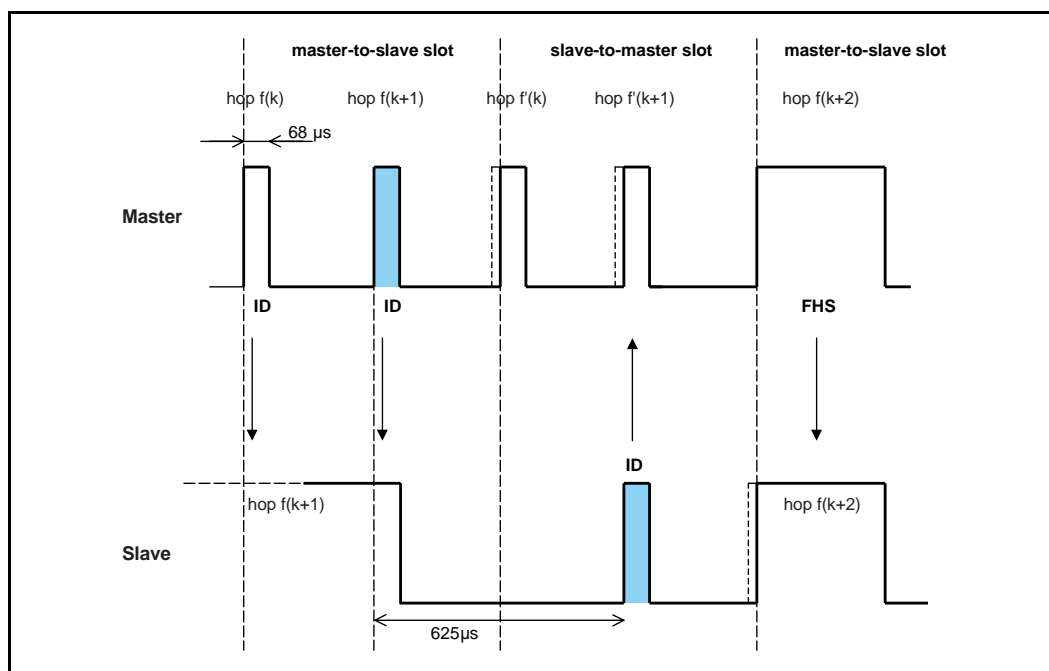 master-to-slave slot slave-to-master slot master-to-slave slot
hop f(k) hop f(k+1) hop f'(k) hop f'(k+1) hop f(k+2)
68 µs
Master
ID ID FHS
ID
hop f(k+1) hop f(k+2)
Slave
625µs